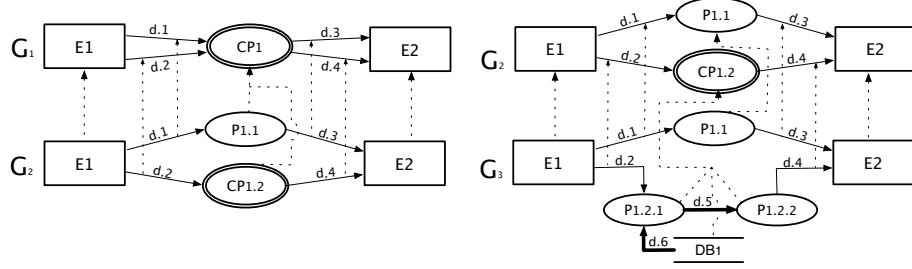 G1 E1 d.1 d.2 CP1 d.3 d.4 E2
G2 E1 d.1 d.2 P1.1 CP1.2 d.3 d.4 E2
G2 E1 d.1 d.2 P1.1 CP1.2 d.3 d.4 E2
G3 E1 d.1 d.2 P1.1 d.3 d.4 E2
P1.2.1 d.5 P1.2.2
d.6 DB1